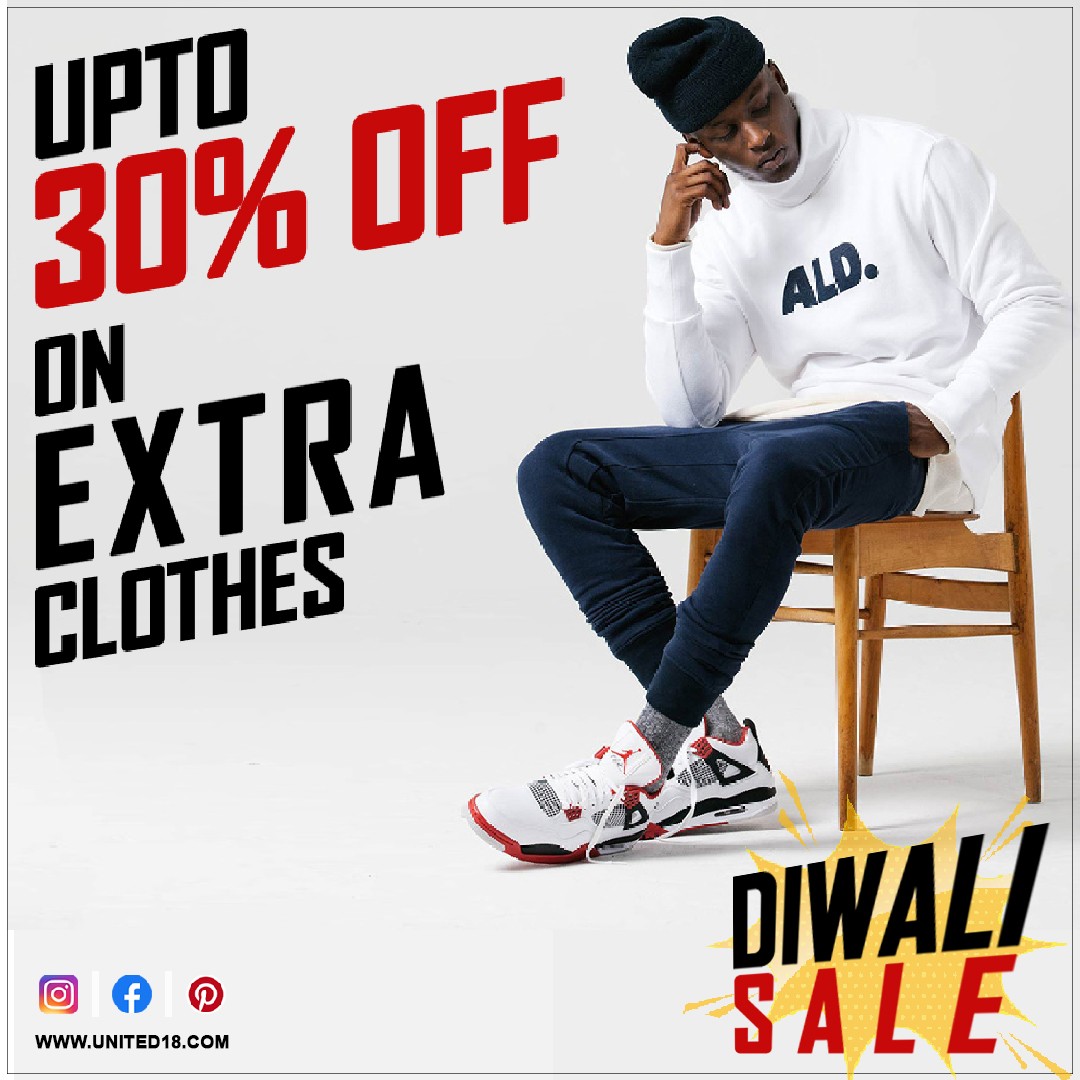 UPTO
30% OFF
ON
EXTRA
CLOTHES
ALD.
DIWALI
SALE
WWW.UNITED18.COM